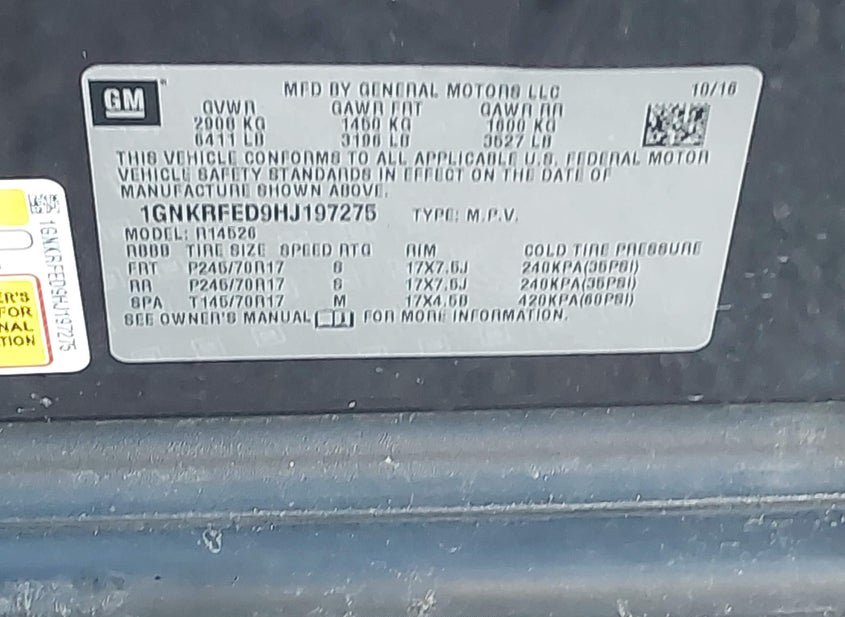 GM
MFD BY GENERAL MOTORS LLC 10/16
GVWR GAWR FRT GAWR RR
2908 KG 1450 KG 1600 KG
6411 LB 3196 LB 3527 LB
THIS VEHICLE CONFORMS TO ALL APPLICABLE U.S. FEDERAL MOTOR
VEHICLE SAFETY STANDARDS IN EFFECT ON THE DATE OF
MANUFACTURE SHOWN ABOVE.
1GNKRFED9HJ197275 TYPE: M.P.V.
MODEL: R14526
TIRE SIZE SPEED RTG RIM COLD TIRE PRESSURE
FRT P245/70R17 S 17X7.5J 240KPA(35PSI)
RR P245/70R17 S 17X7.5J 240KPA(35PSI)
SPA T145/70R17 M 17X4.5B 420KPA(60PSI)
SEE OWNER'S MANUAL FOR MORE INFORMATION.
1GNKRFED9HJ197275
ER'S
FOR
NAL
TION